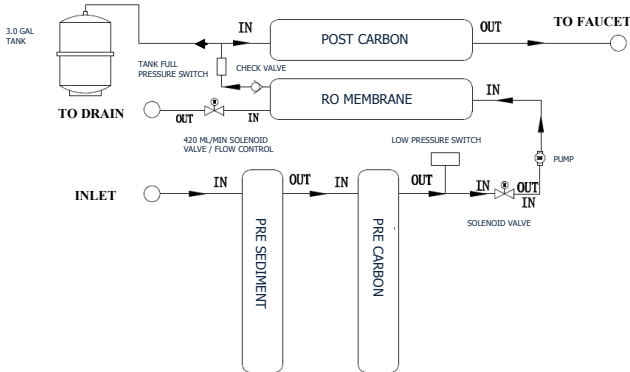 3.0 GAL
TANK
IN
POST CARBON
OUT
TO FAUCET
TANK FULL
PRESSURE SWITCH
CHECK VALVE
TO DRAIN
OUT
IN
RO MEMBRANE
IN
420 ML/MIN SOLENOID
VALVE / FLOW CONTROL
LOW PRESSURE SWITCH
PUMP
INLET
IN
OUT
IN
OUT
IN
OUT
IN
SOLENOID VALVE
PRE SEDIMENT
PRE CARBON